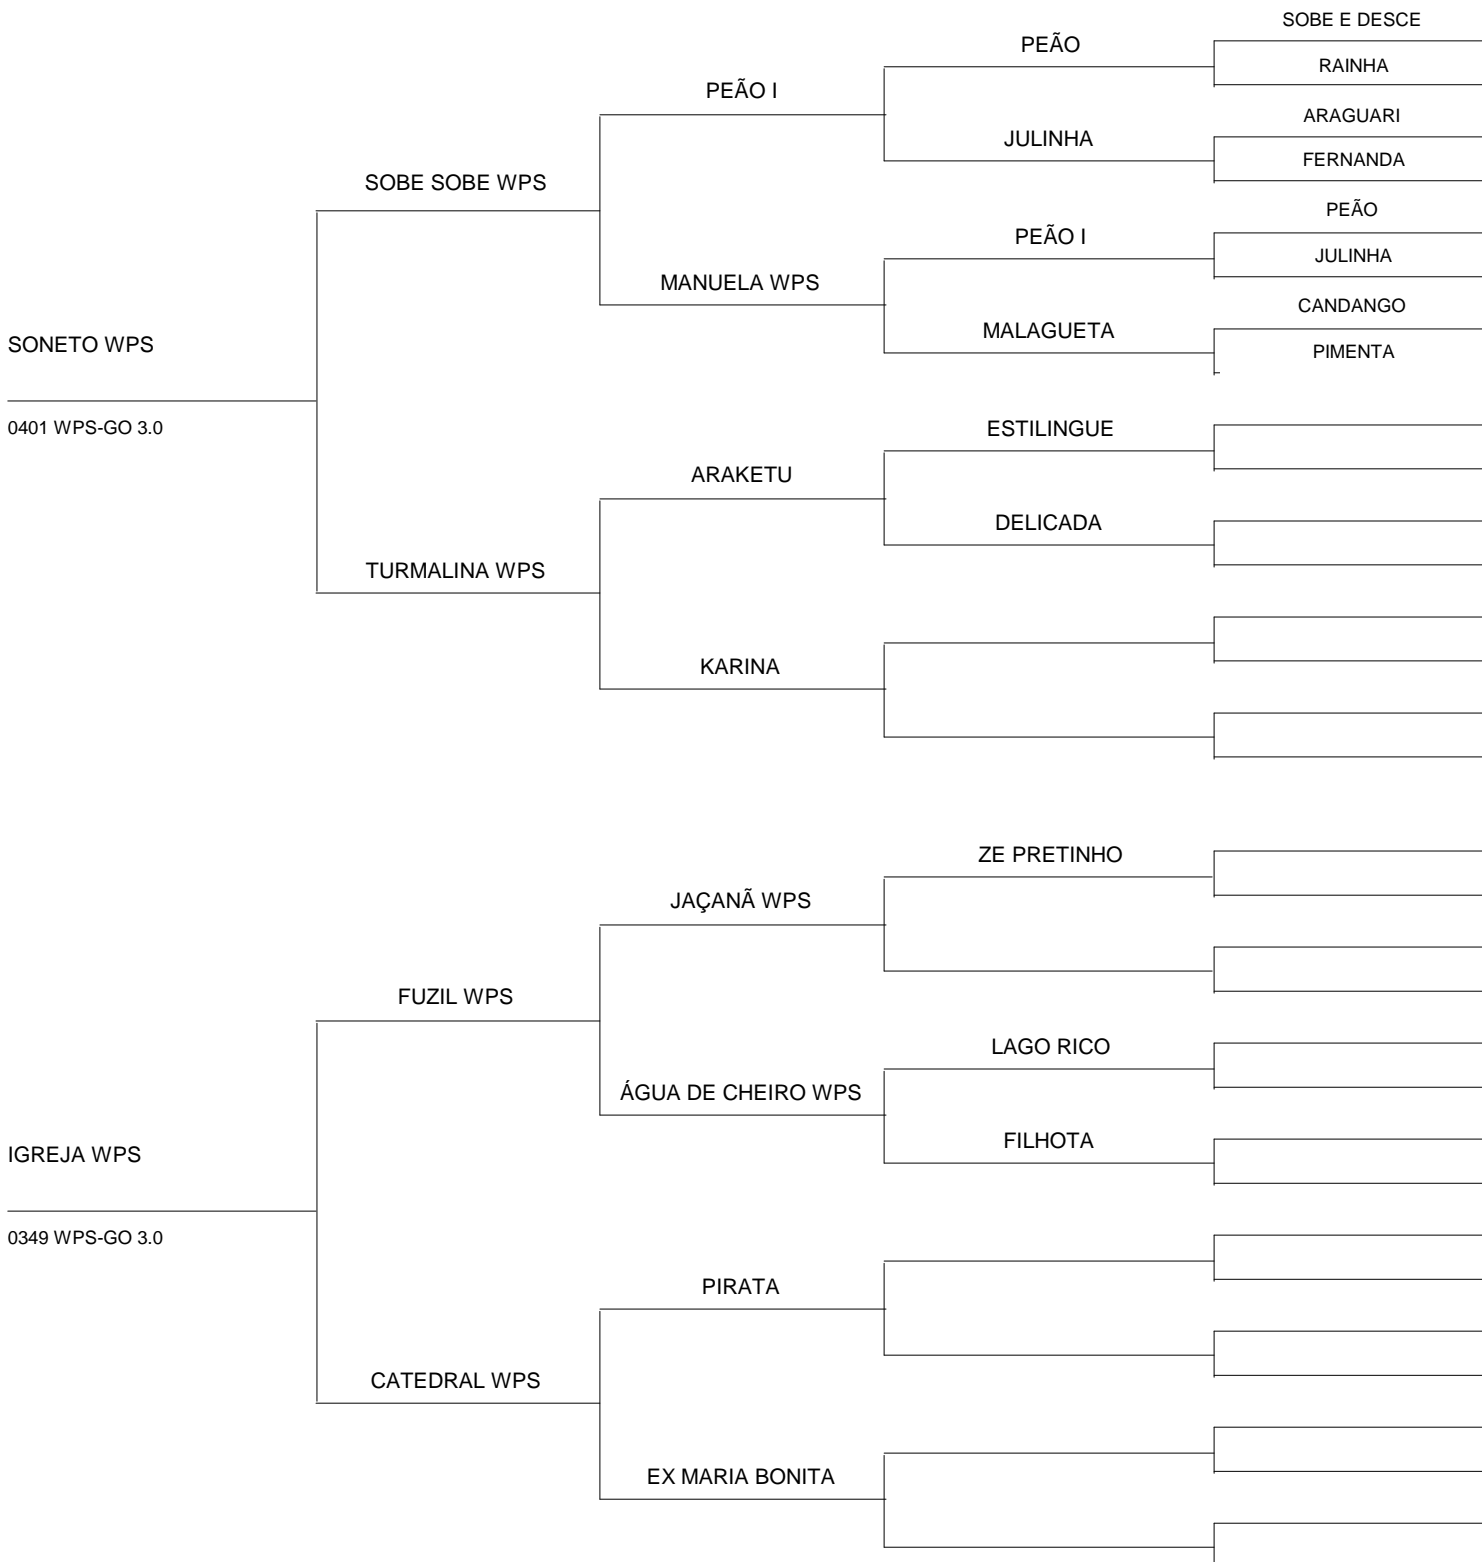 SOBE E DESCE
PEÃO
RAINHA
PEÃO I
ARAGUARI
JULINHA
FERNANDA
SOBE SOBE WPS
PEÃO
PEÃO I
JULINHA
MANUELA WPS
CANDANGO
MALAGUETA
SONETO WPS
PIMENTA
0401 WPS-GO 3.0
ESTILINGUE
ARAKETU
DELICADA
TURMALINA WPS
KARINA
ZE PRETINHO
JAÇANÃ WPS
FUZIL WPS
LAGO RICO
ÁGUA DE CHEIRO WPS
FILHOTA
IGREJA WPS
0349 WPS-GO 3.0
PIRATA
CATEDRAL WPS
EX MARIA BONITA